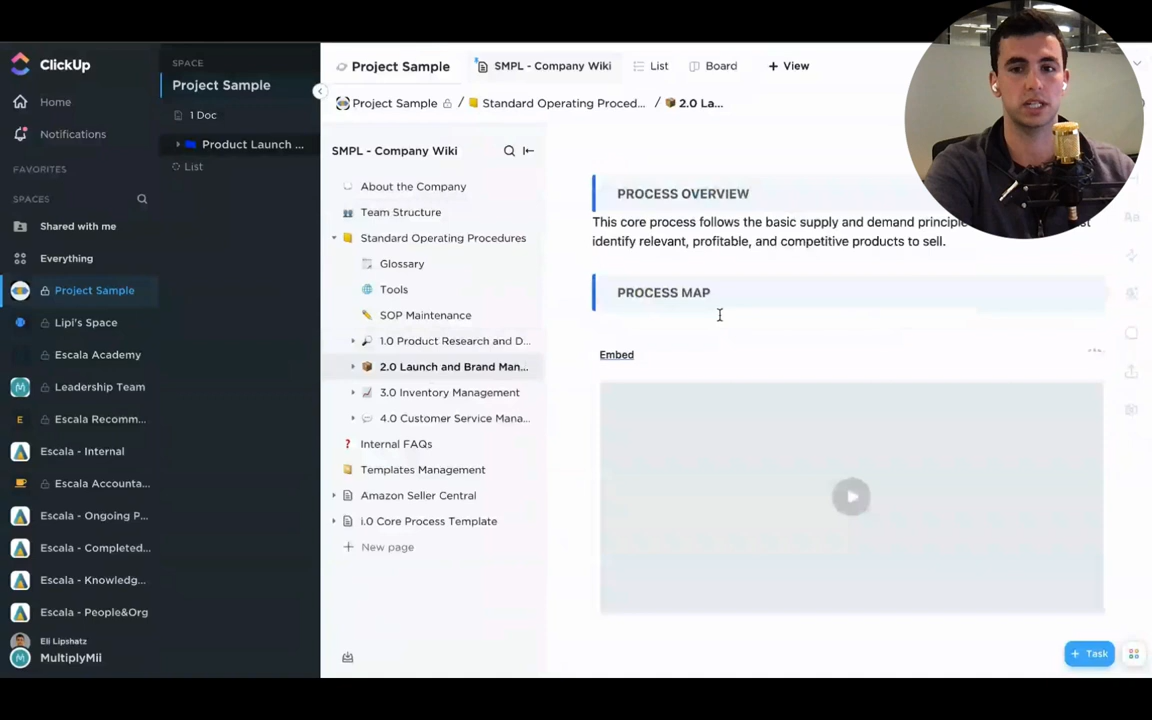 ClickUp
Home
Notifications
FAVORITES
SPACES
Shared with me
Everything
Project Sample
Lipi's Space
Escala Academy
Leadership Team
E Escala Recomm...
Escala - Internal
Escala Accounta...
Escala - Ongoing P...
Escala - Completed...
Escala - Knowledg...
Escala - People&Org
Eli Lipshatz
MultiplyMii
SPACE
Project Sample
1 Doc
Product Launch ...
List
Project Sample
SMPL - Company Wiki
List
Board
+ View
Project Sample / Standard Operating Proced... / 2.0 La...
SMPL - Company Wiki
About the Company
Team Structure
Standard Operating Procedures
Glossary
Tools
SOP Maintenance
1.0 Product Research and D...
2.0 Launch and Brand Man...
3.0 Inventory Management
4.0 Customer Service Mana...
Internal FAQs
Templates Management
Amazon Seller Central
i.0 Core Process Template
+ New page
PROCESS OVERVIEW
This core process follows the basic supply and demand
identify relevant, profitable, and competitive products to sell.
PROCESS MAP
Embed
Aa
+ Task